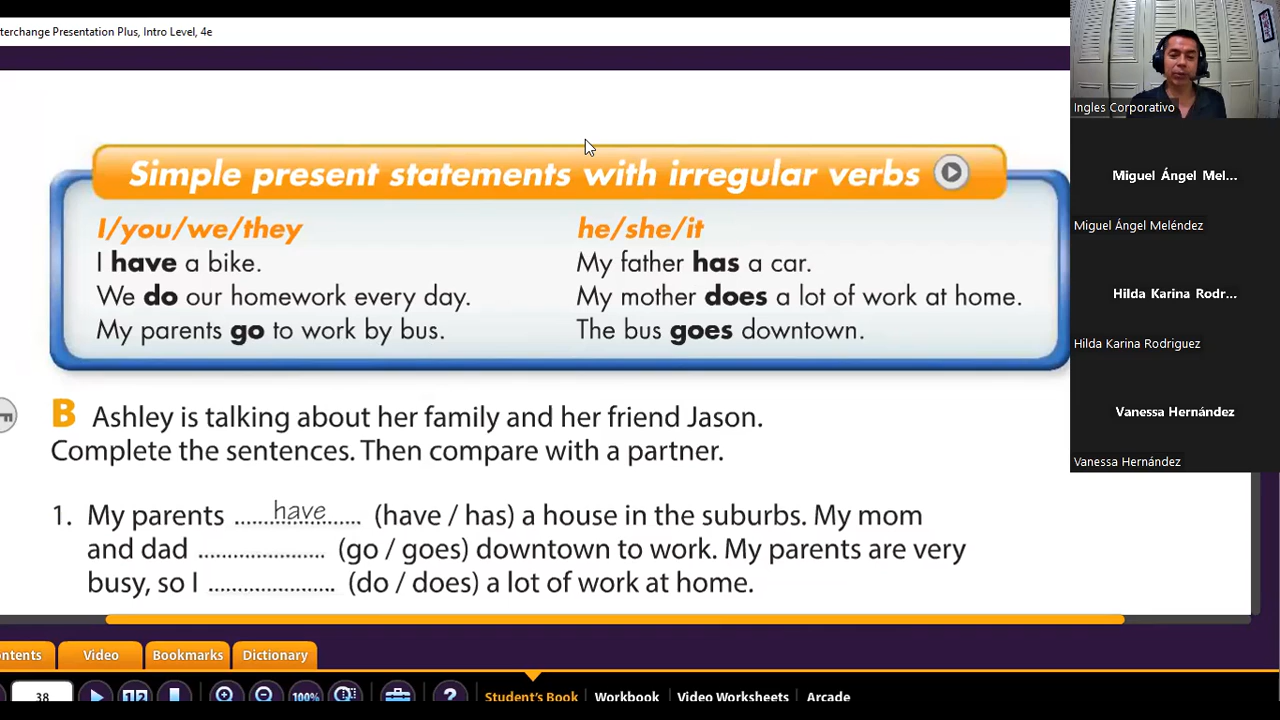 terchange Presentation Plus, Intro Level, 4e
Simple present statements with irregular verbs
I/you/we/they
I have a bike.
We do our homework every day.
My parents go to work by bus.
he/she/it
My father has a car.
My mother does a lot of work at home.
The bus goes downtown.
B Ashley is talking about her family and her friend Jason.
Complete the sentences. Then compare with a partner.
1. My parents ....have.... (have / has) a house in the suburbs. My mom
and dad .................... (go / goes) downtown to work. My parents are very
busy, so I .................... (do / does) a lot of work at home.
ntents Video Bookmarks Dictionary
38 12 100% ? Student's Book Workbook Video Worksheets Arcade
Ingles Corporativo
Miguel Ángel Mel...
Miguel Ángel Meléndez
Hilda Karina Rodr...
Hilda Karina Rodriguez
Vanessa Hernández
Vanessa Hernández